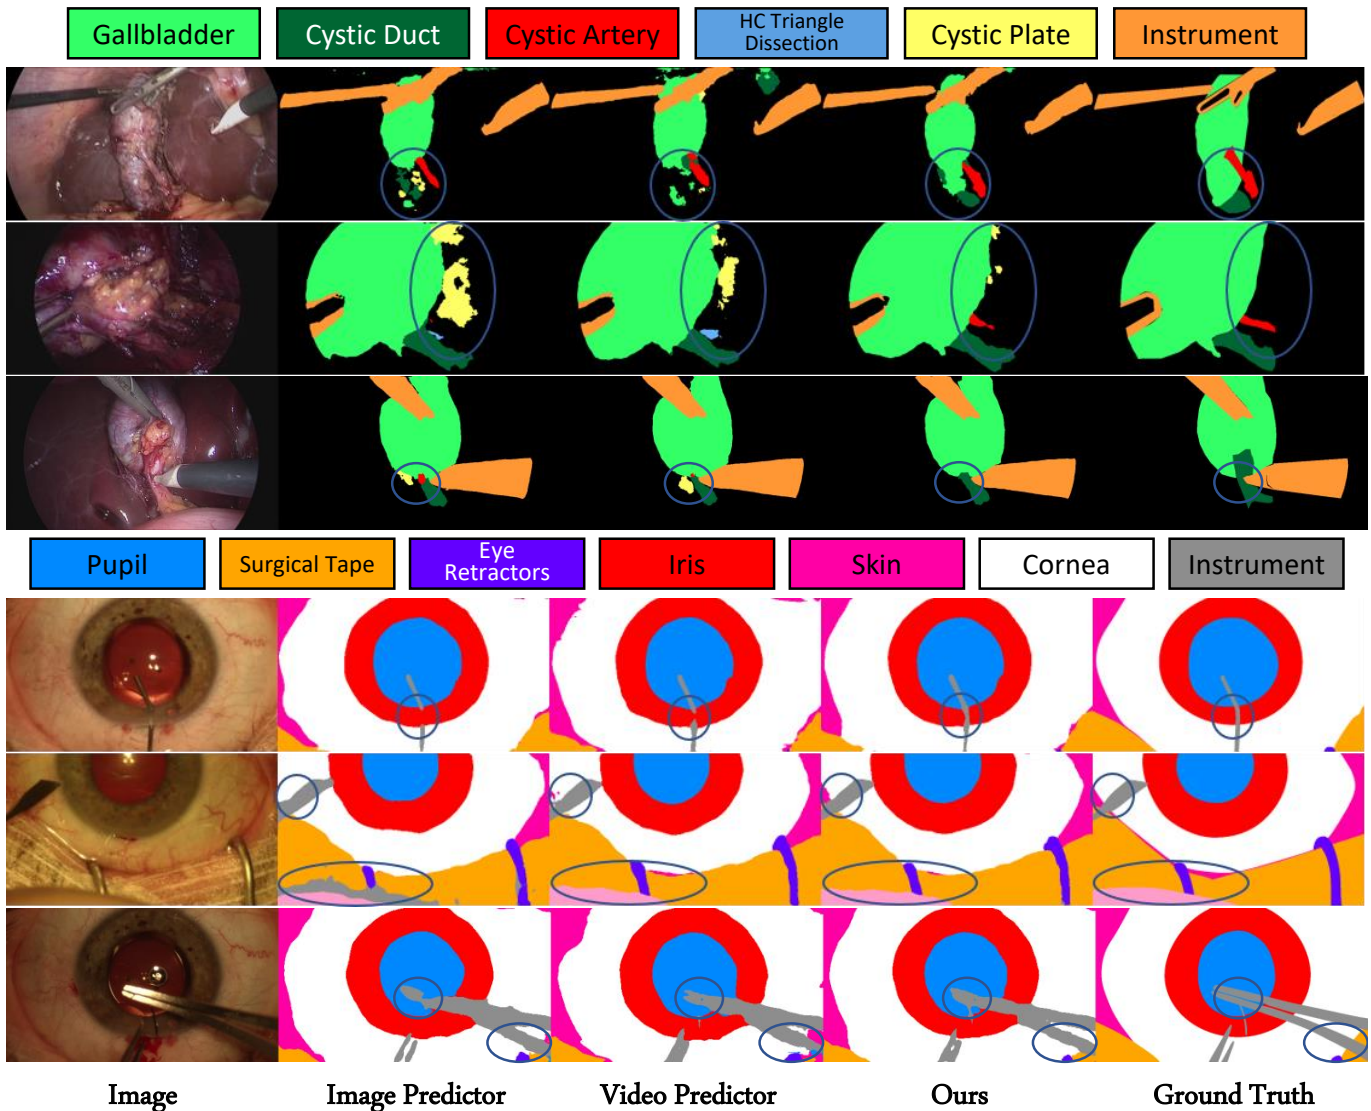 Gallbladder Cystic Duct Cystic Artery HC Triangle Dissection Cystic Plate Instrument
Pupil Surgical Tape Eye Retractors Iris Skin Cornea Instrument
Image Image Predictor Video Predictor Ours Ground Truth